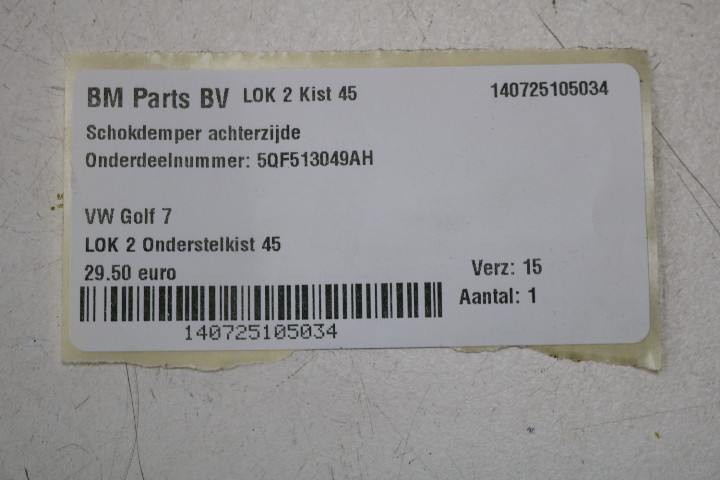 BM Parts BV LOK 2 Kist 45 140725105034
Schokdemper achterzijde
Onderdeelnummer: 5QF513049AH
VW Golf 7
LOK 2 Onderstelkist 45
29.50 euro Verz: 15
Aantal: 1
140725105034